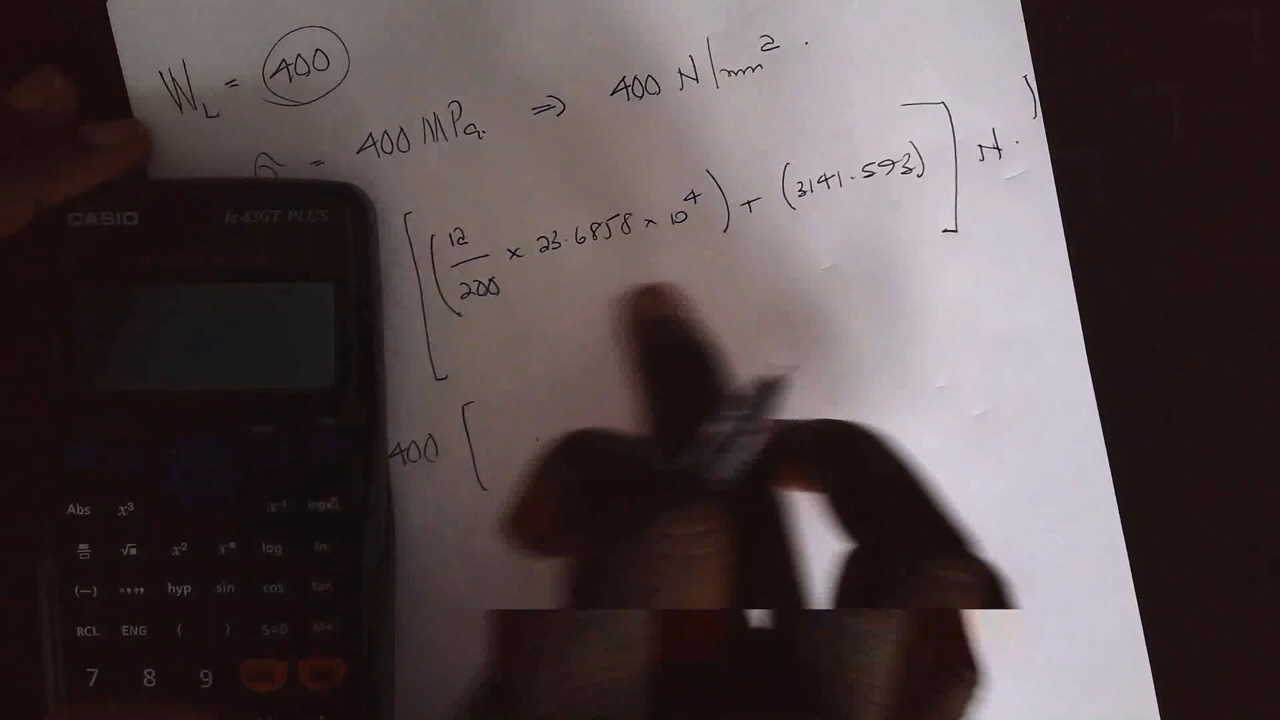 W_L = 400
σ = 400 MPa. ⇒ 400 N/mm² .
[(12/200 × 23.6858 × 10⁴) + (3141.593)] N. )
400 [
CASIO fx-83GT PLUS
Abs x³ x⁻¹
√ x² log ln
(−) hyp sin cos tan
RCL ENG ( ) S⇔D M+
7 8 9